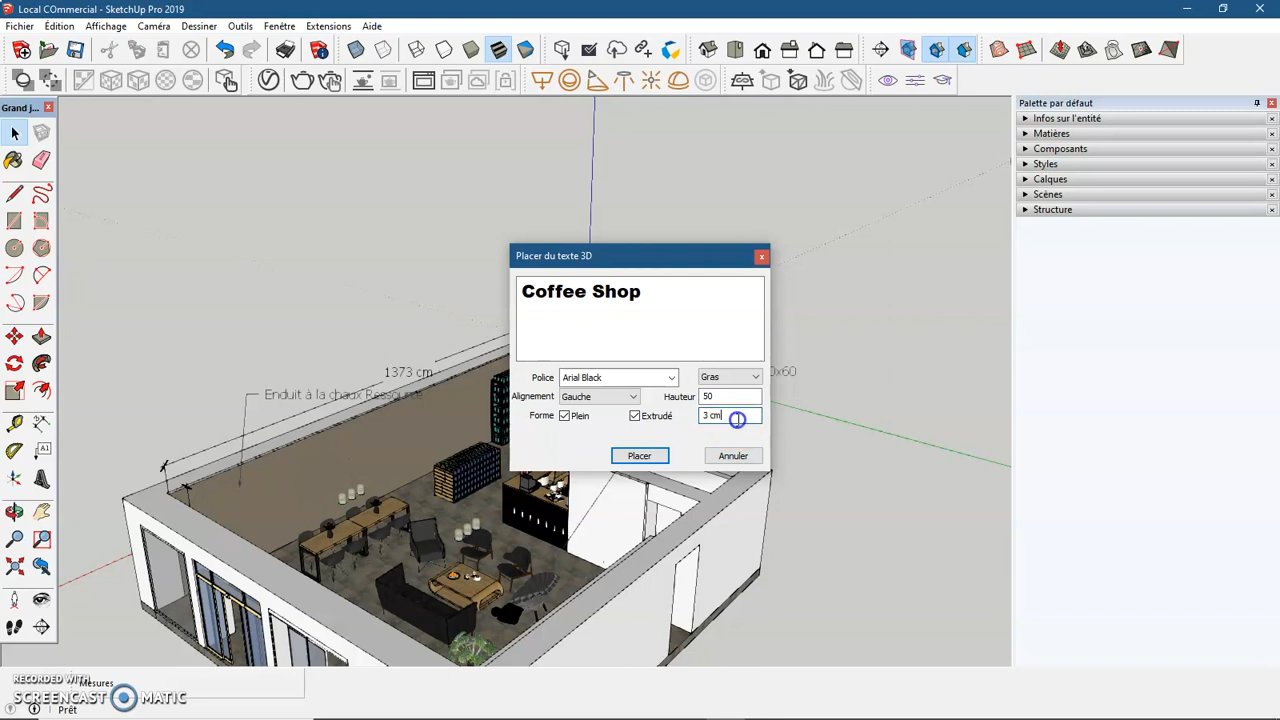 Local COmmercial - SketchUp Pro 2019
Fichier Édition Affichage Caméra Dessiner Outils Fenêtre Extensions Aide
Grand j...
Palette par défaut
Infos sur l'entité
Matières
Composants
Styles
Calques
Scènes
Structure
Placer du texte 3D
Coffee Shop
Police Arial Black Gras
Alignement Gauche Hauteur 50
Forme Plein Extrudé 3 cm
Placer Annuler
1373 cm
0x60
Enduit à la chaux Ressource
A1
RECORDED WITH
SCREENCAST MATIC
Mesures
Prêt